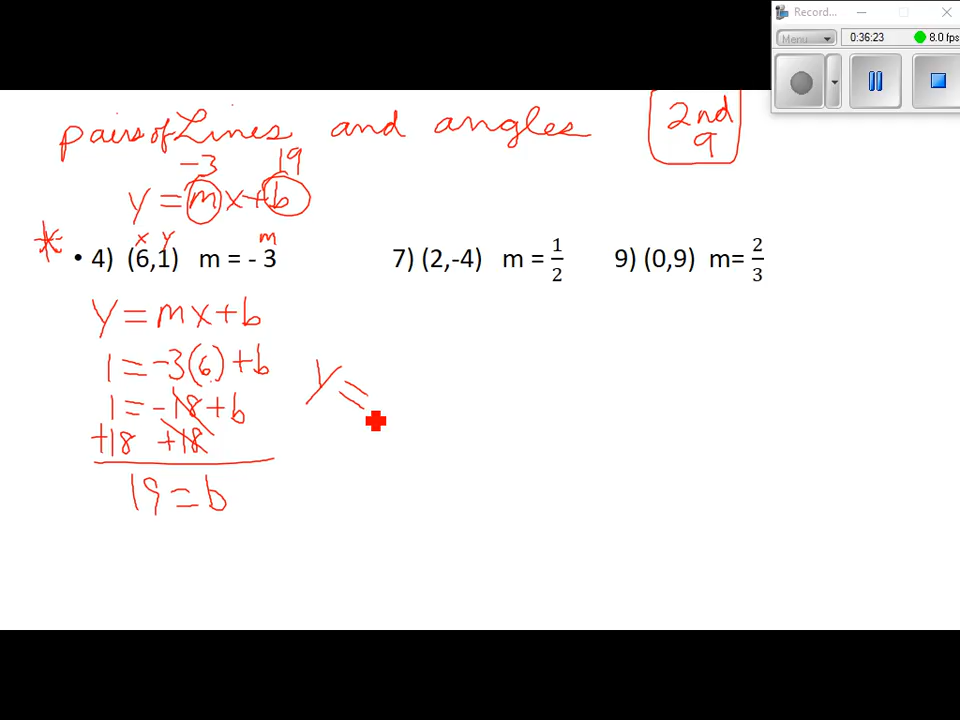 Record...
Menu
0:36:23
8.0 fps
pairs of Lines and angles
2nd
9
-3 19
y = mx + b
x y m
* • 4) (6,1) m = - 3 7) (2,-4) m = 1/2 9) (0,9) m= 2/3
y = mx + b
1 = -3(6) + b
1 = -18 + b
+18 +18
19 = b
y =